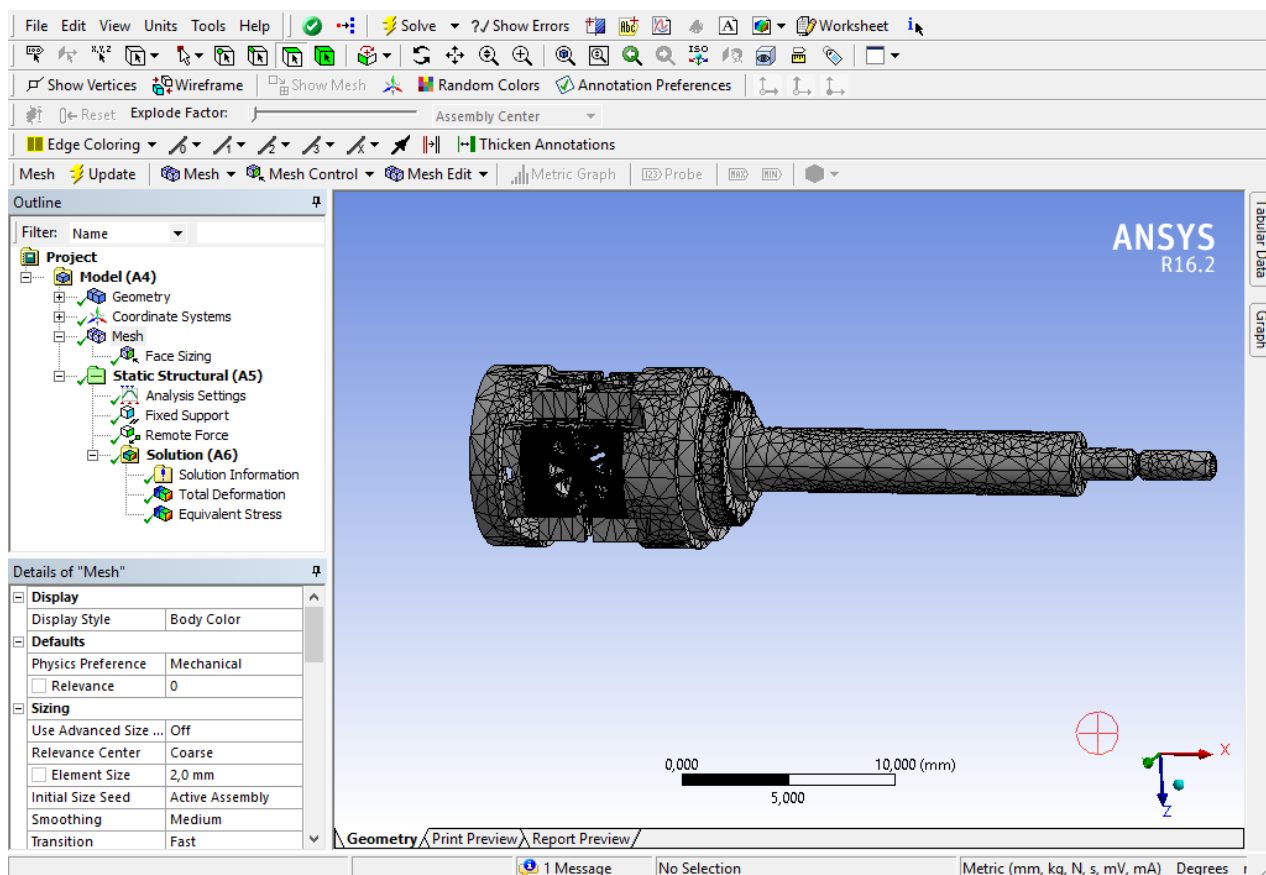 File Edit View Units Tools Help Solve ?./ Show Errors A Worksheet i
x,y,z ISO
Show Vertices Wireframe Show Mesh Random Colors Annotation Preferences
Reset Explode Factor: Assembly Center
Edge Coloring Thicken Annotations
Mesh Update Mesh Mesh Control Mesh Edit Metric Graph Probe MAX MIN
Outline
Filter: Name
Project
Model (A4)
Geometry
Coordinate Systems
Mesh
Face Sizing
Static Structural (A5)
Analysis Settings
Fixed Support
Remote Force
Solution (A6)
Solution Information
Total Deformation
Equivalent Stress
Details of "Mesh"
Display
Display Style Body Color
Defaults
Physics Preference Mechanical
Relevance 0
Sizing
Use Advanced Size ... Off
Relevance Center Coarse
Element Size 2,0 mm
Initial Size Seed Active Assembly
Smoothing Medium
Transition Fast
ANSYS
R16.2
0,000 10,000 (mm)
5,000
X
Z
Tabular Data
Graph
Geometry Print Preview Report Preview
1 Message No Selection Metric (mm, kg, N, s, mV, mA) Degrees